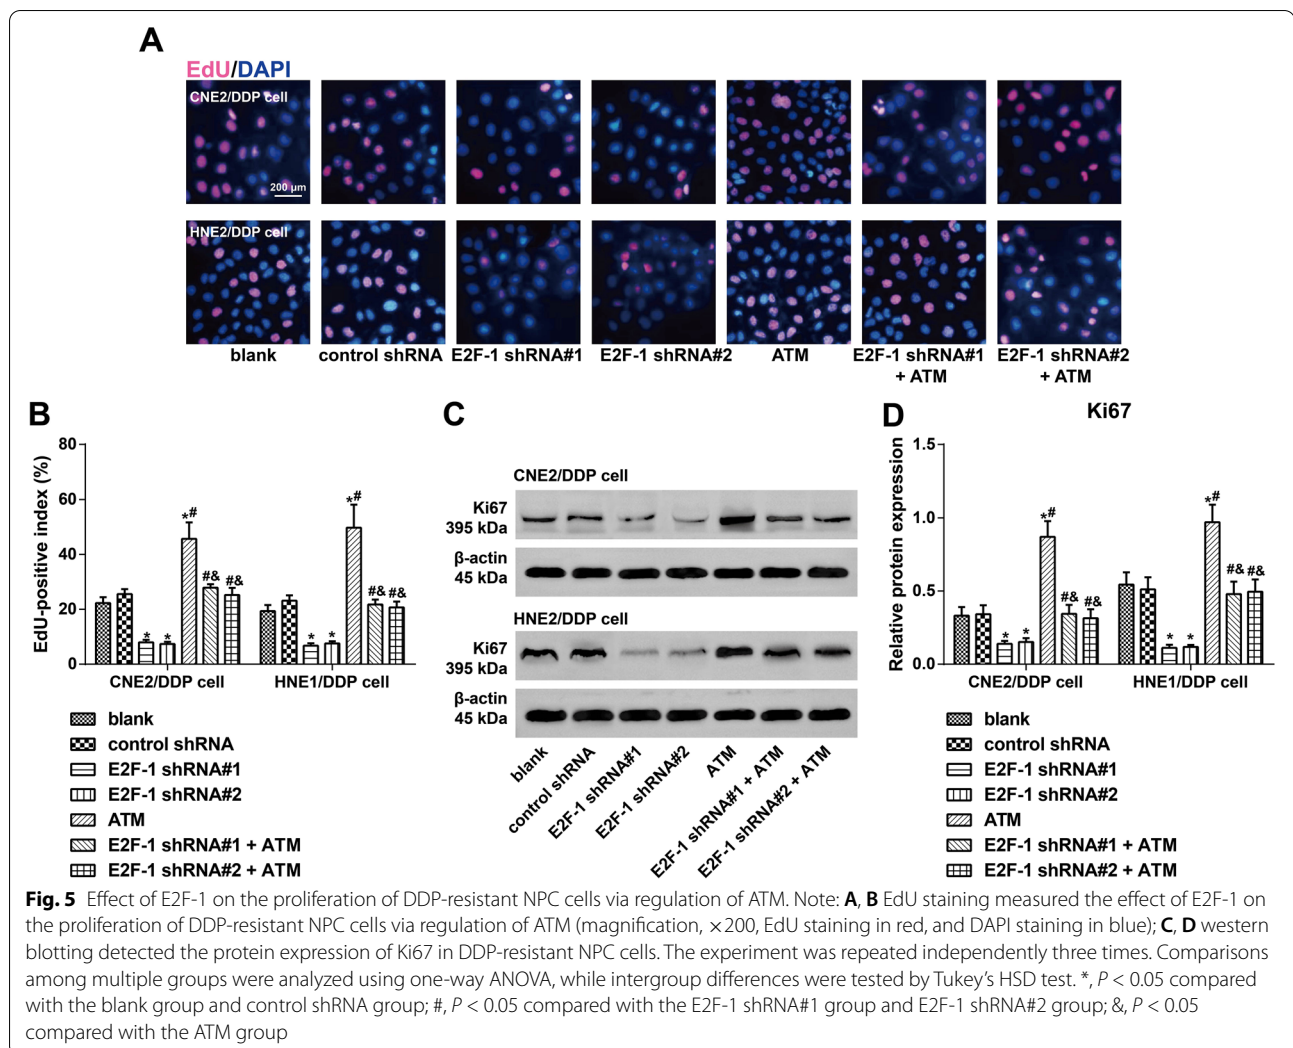 A
EdU/DAPI
CNE2/DDP cell
200 µm
HNE2/DDP cell
blank
control shRNA
E2F-1 shRNA#1
E2F-1 shRNA#2
ATM
E2F-1 shRNA#1
+ ATM
E2F-1 shRNA#2
+ ATM
B
EdU-positive index (%)
80
60
40
20
0
*
*
*#
#&
#&
*
*
*#
#&
#&
CNE2/DDP cell
HNE1/DDP cell
blank
control shRNA
E2F-1 shRNA#1
E2F-1 shRNA#2
ATM
E2F-1 shRNA#1 + ATM
E2F-1 shRNA#2 + ATM
C
CNE2/DDP cell
Ki67
395 kDa
β-actin
45 kDa
HNE2/DDP cell
Ki67
395 kDa
β-actin
45 kDa
blank
control shRNA
E2F-1 shRNA#1
E2F-1 shRNA#2
ATM
E2F-1 shRNA#1 + ATM
E2F-1 shRNA#2 + ATM
D
Ki67
Relative protein expression
1.5
1.0
0.5
0.0
*
*
*#
#&
#&
*
*
*#
#&
#&
CNE2/DDP cell
HNE1/DDP cell
blank
control shRNA
E2F-1 shRNA#1
E2F-1 shRNA#2
ATM
E2F-1 shRNA#1 + ATM
E2F-1 shRNA#2 + ATM
Fig. 5 Effect of E2F-1 on the proliferation of DDP-resistant NPC cells via regulation of ATM. Note: A, B EdU staining measured the effect of E2F-1 on
the proliferation of DDP-resistant NPC cells via regulation of ATM (magnification, ×200, EdU staining in red, and DAPI staining in blue); C, D western
blotting detected the protein expression of Ki67 in DDP-resistant NPC cells. The experiment was repeated independently three times. Comparisons
among multiple groups were analyzed using one-way ANOVA, while intergroup differences were tested by Tukey's HSD test. *, P < 0.05 compared
with the blank group and control shRNA group; #, P < 0.05 compared with the E2F-1 shRNA#1 group and E2F-1 shRNA#2 group; &, P < 0.05
compared with the ATM group